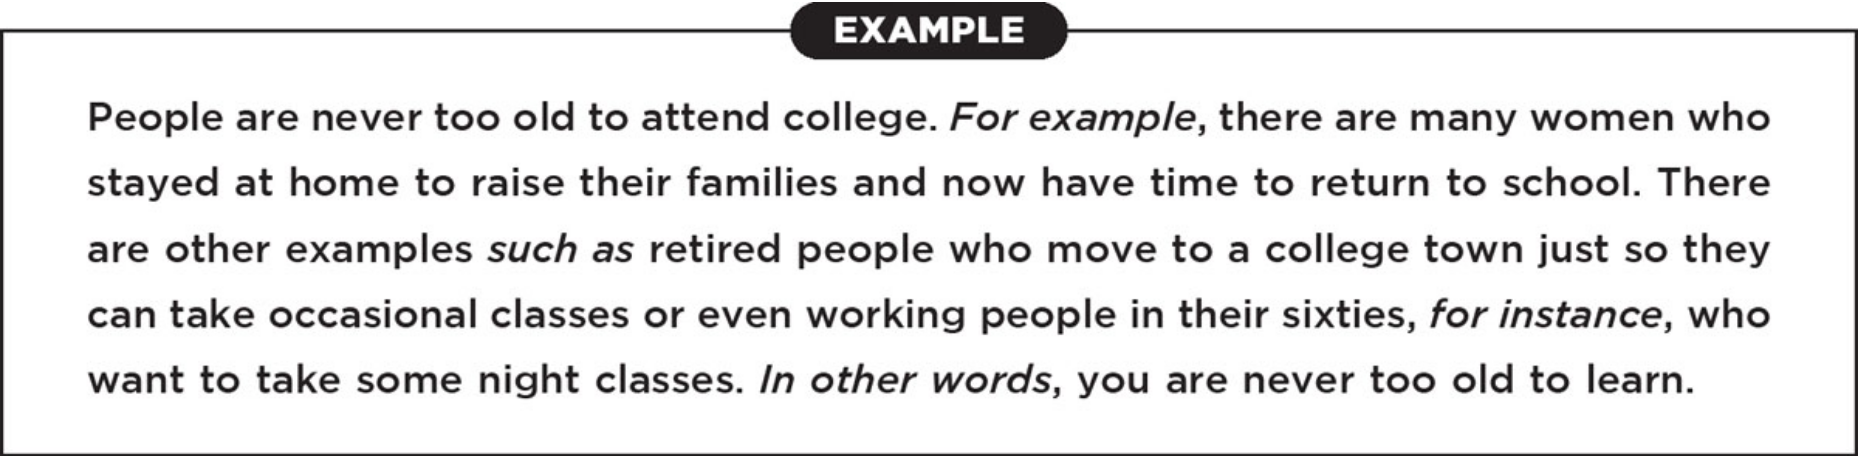 EXAMPLE
People are never too old to attend college. For example, there are many women who
stayed at home to raise their families and now have time to return to school. There
are other examples such as retired people who move to a college town just so they
can take occasional classes or even working people in their sixties, for instance, who
want to take some night classes. In other words, you are never too old to learn.